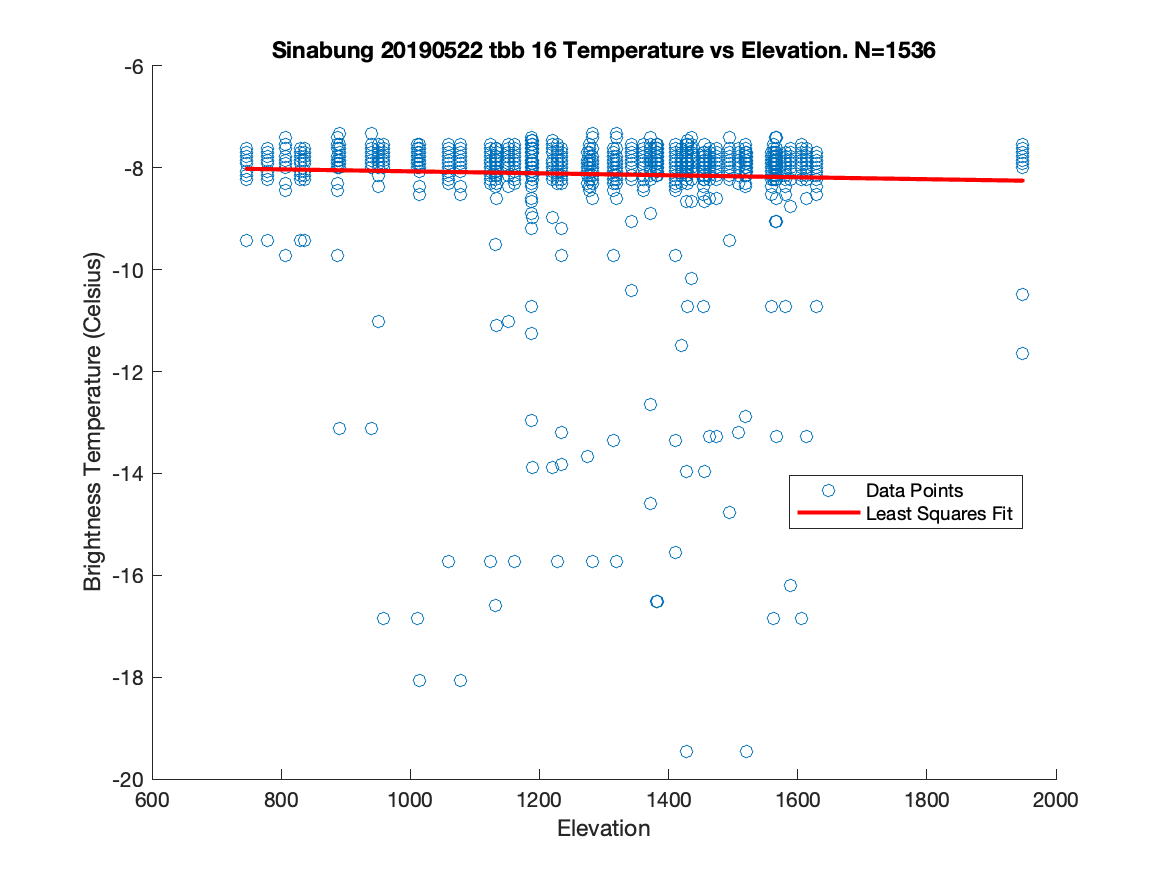 Sinabung 20190522 tbb 16 Temperature vs Elevation. N=1536
-6
-8
-10
-12
-14
-16
-18
-20
Brightness Temperature (Celsius)
Data Points
Least Squares Fit
600 800 1000 1200 1400 1600 1800 2000
Elevation